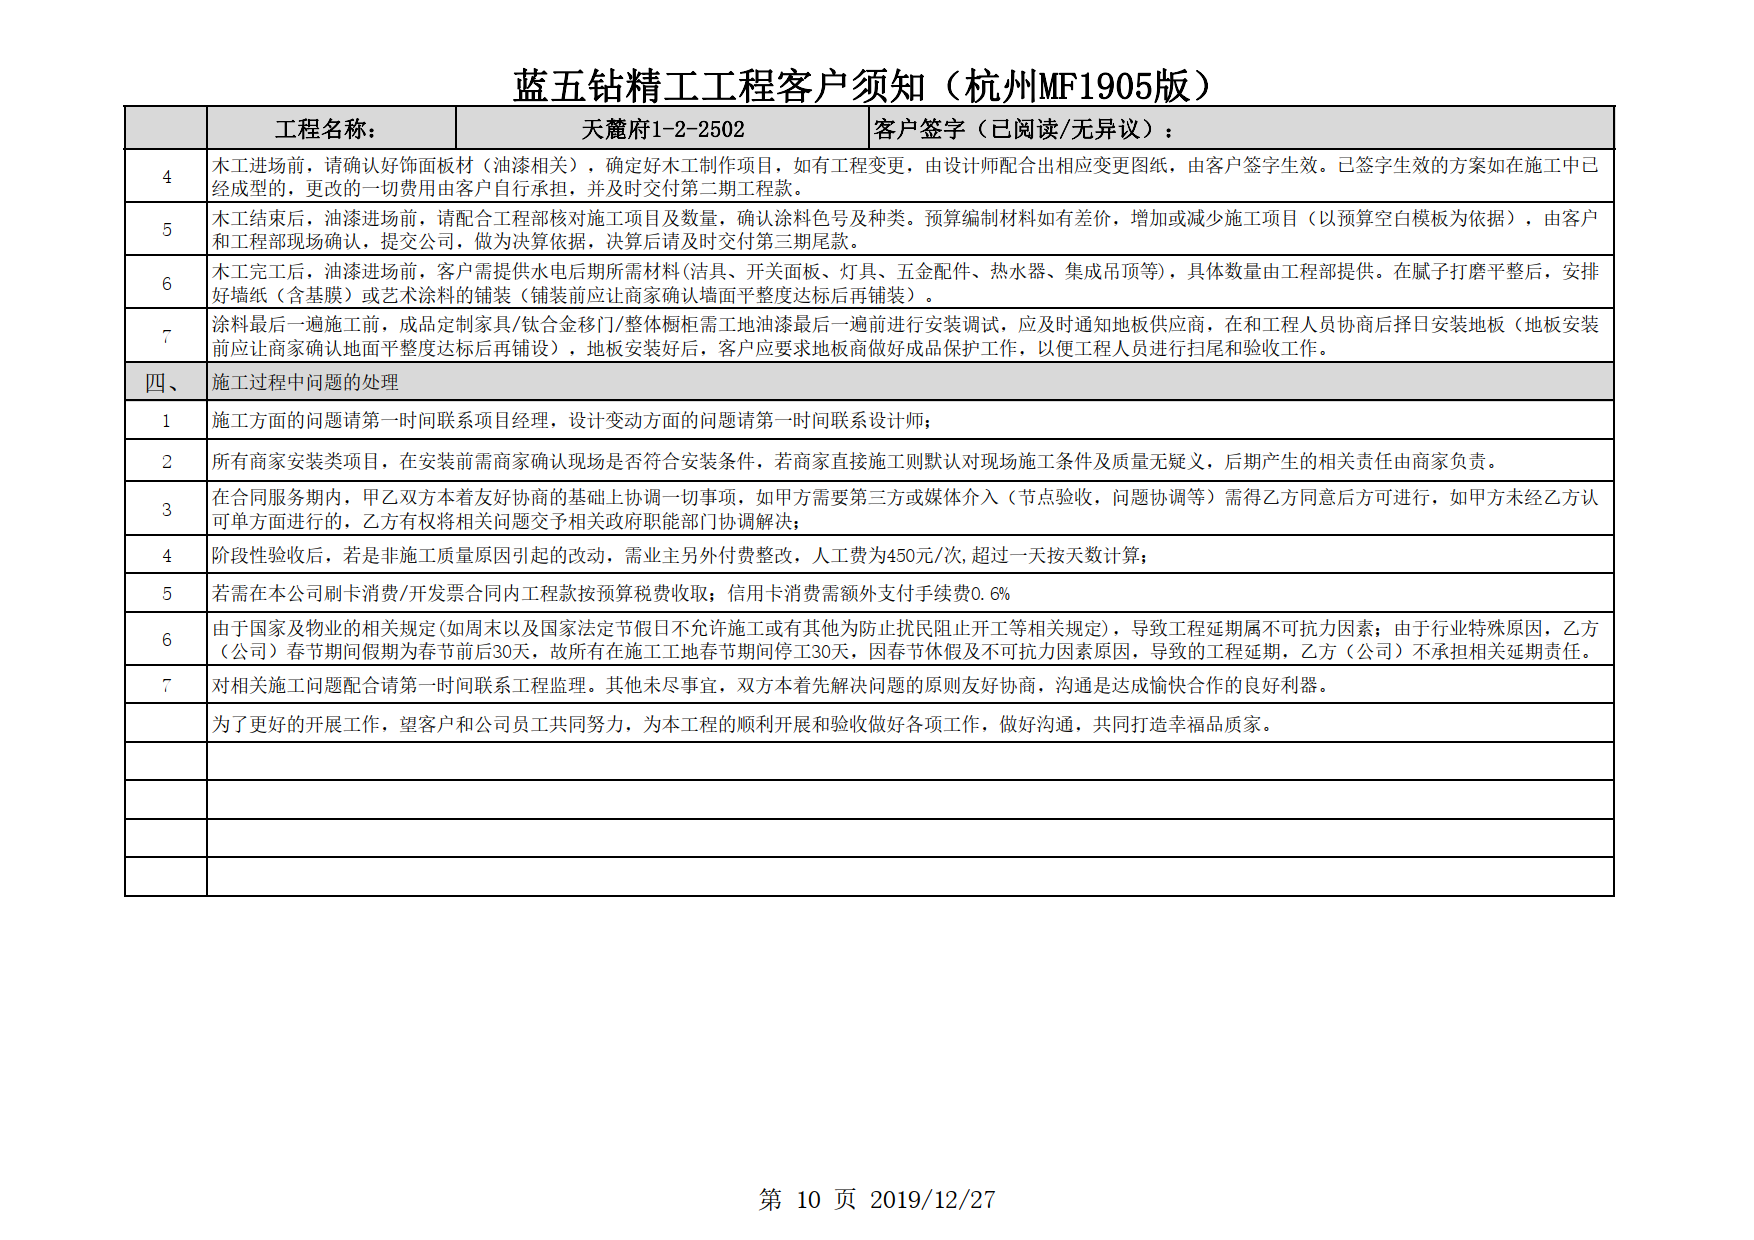 蓝五钻精工工程客户须知（杭州MF1905版）
工程名称： 天麓府1-2-2502 客户签字（已阅读/无异议）：
4 木工进场前，请确认好饰面板材（油漆相关），确定好木工制作项目，如有工程变更，由设计师配合出相应变更图纸，由客户签字生效。已签字生效的方案如在施工中已
经成型的，更改的一切费用由客户自行承担，并及时交付第二期工程款。
5 木工结束后，油漆进场前，请配合工程部核对施工项目及数量，确认涂料色号及种类。预算编制材料如有差价，增加或减少施工项目（以预算空白模板为依据），由客户
和工程部现场确认，提交公司，做为决算依据，决算后请及时交付第三期尾款。
6 木工完工后，油漆进场前，客户需提供水电后期所需材料(洁具、开关面板、灯具、五金配件、热水器、集成吊顶等)，具体数量由工程部提供。在腻子打磨平整后，安排
好墙纸（含基膜）或艺术涂料的铺装（铺装前应让商家确认墙面平整度达标后再铺装）。
7 涂料最后一遍施工前，成品定制家具/钛合金移门/整体橱柜需工地油漆最后一遍前进行安装调试，应及时通知地板供应商，在和工程人员协商后择日安装地板（地板安装
前应让商家确认地面平整度达标后再铺设），地板安装好后，客户应要求地板商做好成品保护工作，以便工程人员进行扫尾和验收工作。
四、 施工过程中问题的处理
1 施工方面的问题请第一时间联系项目经理，设计变动方面的问题请第一时间联系设计师；
2 所有商家安装类项目，在安装前需商家确认现场是否符合安装条件，若商家直接施工则默认对现场施工条件及质量无疑义，后期产生的相关责任由商家负责。
3 在合同服务期内，甲乙双方本着友好协商的基础上协调一切事项，如甲方需要第三方或媒体介入（节点验收，问题协调等）需得乙方同意后方可进行，如甲方未经乙方认
可单方面进行的，乙方有权将相关问题交予相关政府职能部门协调解决；
4 阶段性验收后，若是非施工质量原因引起的改动，需业主另外付费整改，人工费为450元/次,超过一天按天数计算；
5 若需在本公司刷卡消费/开发票合同内工程款按预算税费收取；信用卡消费需额外支付手续费0.6%
6 由于国家及物业的相关规定(如周末以及国家法定节假日不允许施工或有其他为防止扰民阻止开工等相关规定)，导致工程延期属不可抗力因素；由于行业特殊原因，乙方
（公司）春节期间假期为春节前后30天，故所有在施工工地春节期间停工30天，因春节休假及不可抗力因素原因，导致的工程延期，乙方（公司）不承担相关延期责任。
7 对相关施工问题配合请第一时间联系工程监理。其他未尽事宜，双方本着先解决问题的原则友好协商，沟通是达成愉快合作的良好利器。
为了更好的开展工作，望客户和公司员工共同努力，为本工程的顺利开展和验收做好各项工作，做好沟通，共同打造幸福品质家。
第 10 页 2019/12/27